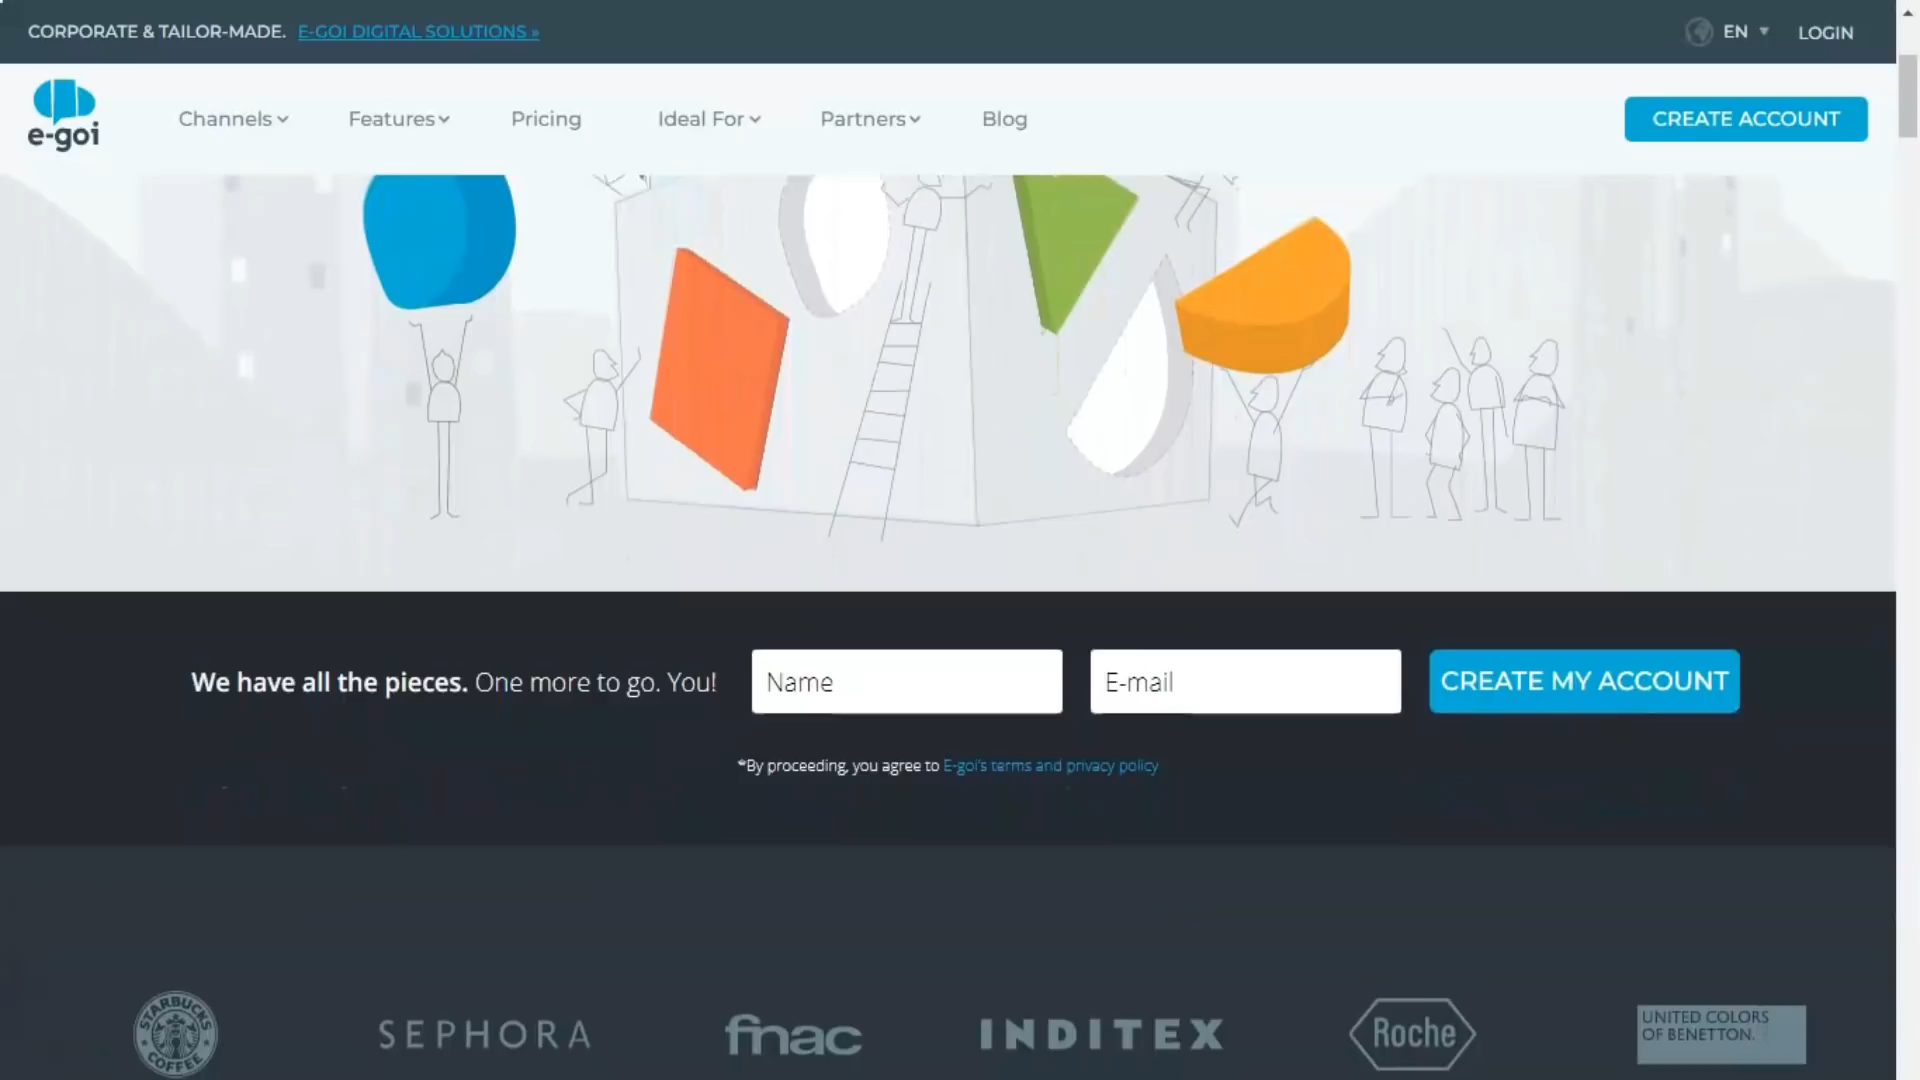 CORPORATE & TAILOR-MADE. E-GOI DIGITAL SOLUTIONS »
EN
LOGIN
e-goi
Channels
Features
Pricing
Ideal For
Partners
Blog
CREATE ACCOUNT
We have all the pieces. One more to go. You!
Name
E-mail
CREATE MY ACCOUNT
*By proceeding, you agree to E-goi's terms and privacy policy
STARBUCKS COFFEE
SEPHORA
fnac
INDITEX
Roche
UNITED COLORS
OF BENETTON.